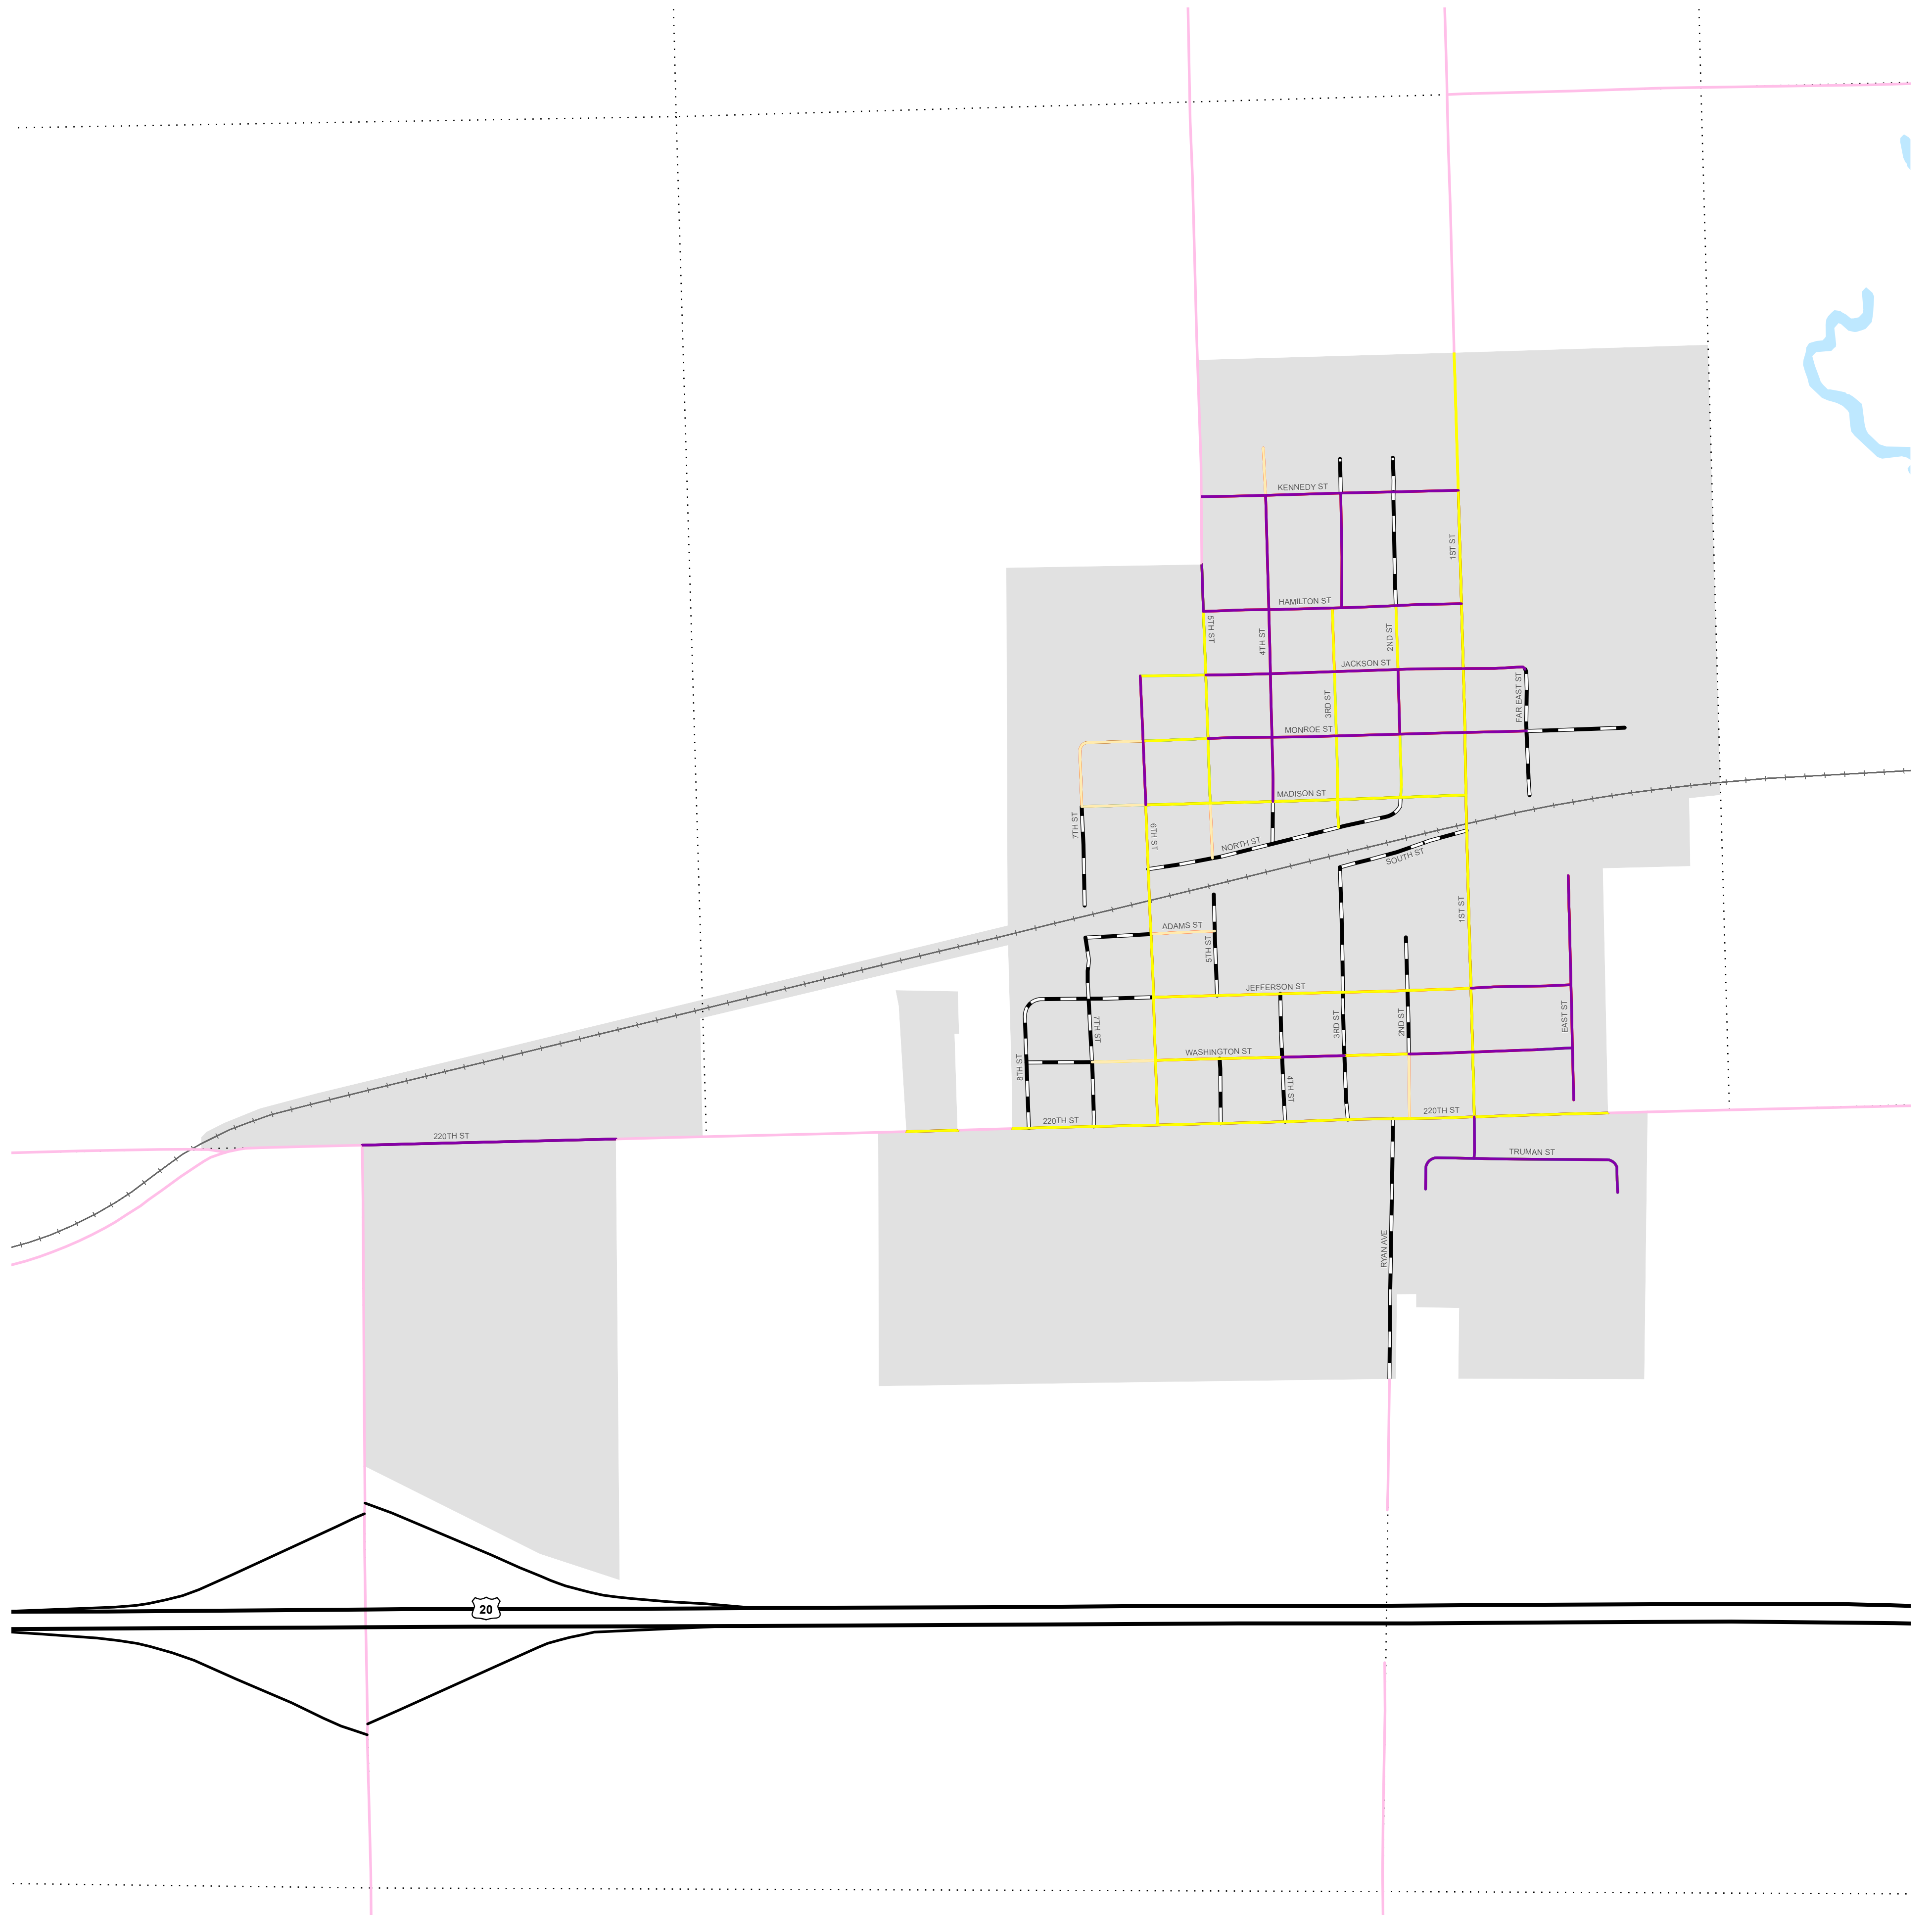 KENNEDY ST
1ST ST
HAMILTON ST
5TH ST
4TH ST
2ND ST
JACKSON ST
FAR EAST ST
3RD ST
MONROE ST
MADISON ST
7TH ST
6TH ST
NORTH ST
SOUTH ST
1ST ST
ADAMS ST
5TH ST
JEFFERSON ST
EAST ST
7TH ST
3RD ST
2ND ST
WASHINGTON ST
8TH ST
4TH ST
220TH ST
220TH ST
220TH ST
TRUMAN ST
RYAN AVE
20